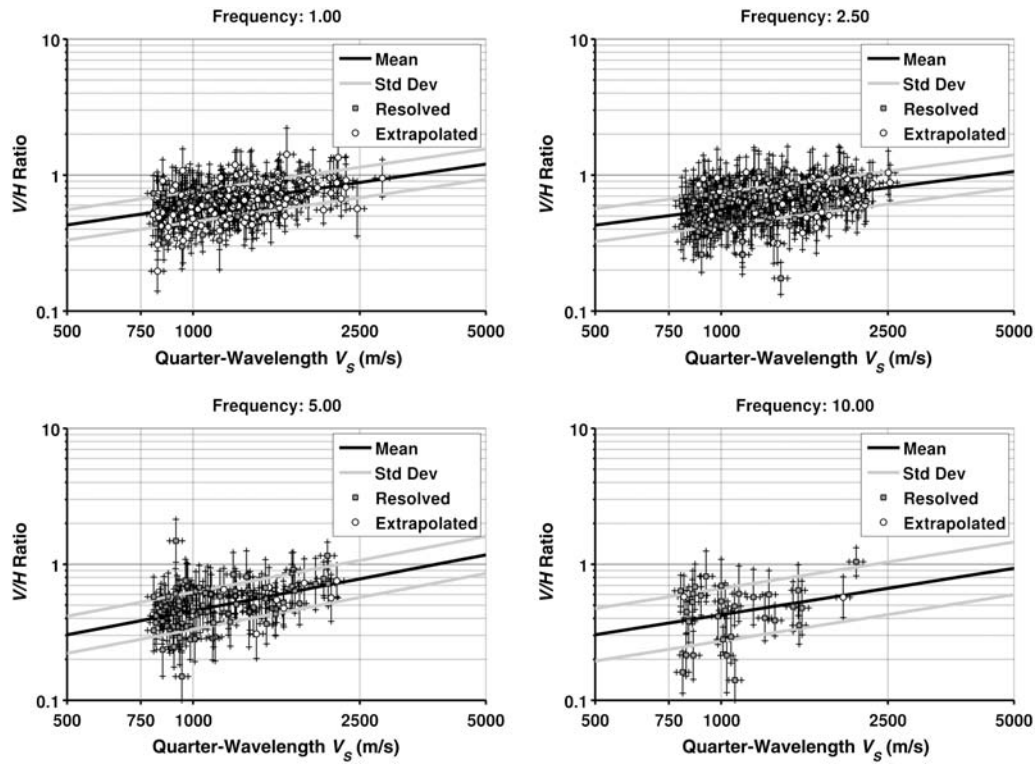 Frequency: 1.00
10
1
0.1
V/H Ratio
500
750
1000
2500
5000
Quarter-Wavelength VS (m/s)
Mean
Std Dev
Resolved
Extrapolated
Frequency: 2.50
10
1
0.1
V/H Ratio
500
750
1000
2500
5000
Quarter-Wavelength VS (m/s)
Mean
Std Dev
Resolved
Extrapolated
Frequency: 5.00
10
1
0.1
V/H Ratio
500
750
1000
2500
5000
Quarter-Wavelength VS (m/s)
Mean
Std Dev
Resolved
Extrapolated
Frequency: 10.00
10
1
0.1
V/H Ratio
500
750
1000
2500
5000
Quarter-Wavelength VS (m/s)
Mean
Std Dev
Resolved
Extrapolated